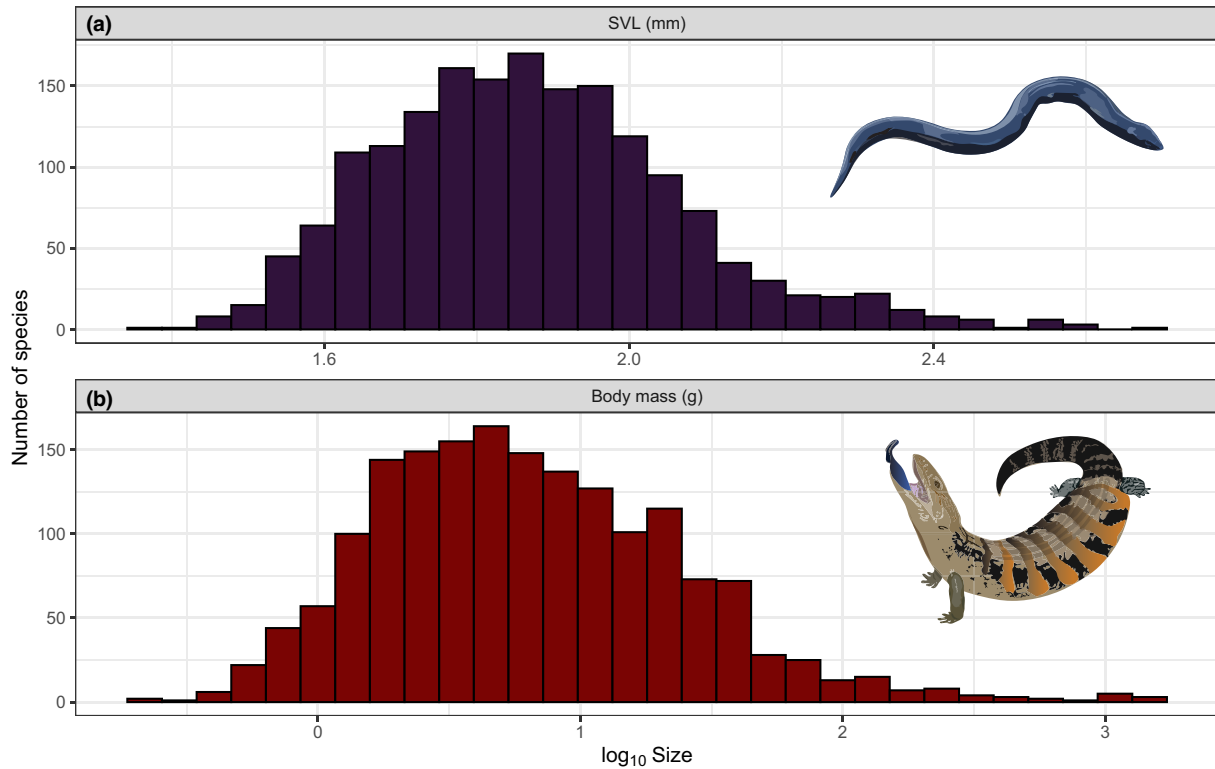 (a) SVL (mm)
150
100
50
0
1.6 2.0 2.4
Number of species
(b) Body mass (g)
150
100
50
0
0 1 2 3
log₁₀ Size